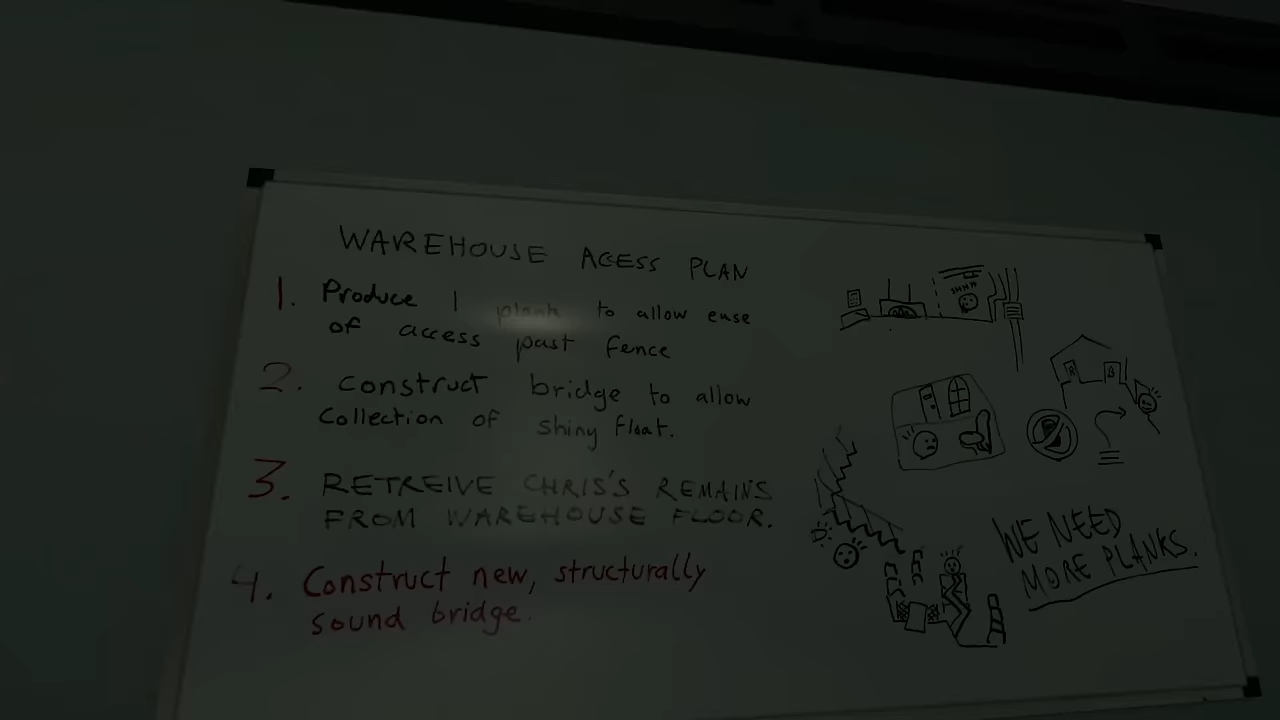 WAREHOUSE ACESS PLAN
1. Produce 1 plank to allow ease
of access past fence
2. Construct bridge to allow
Collection of shiny float.
3. RETREIVE CHRIS'S REMAINS
FROM WAREHOUSE FLOOR.
4. Construct new, structurally
sound bridge.
SHHH
WE NEED
MORE PLANKS.